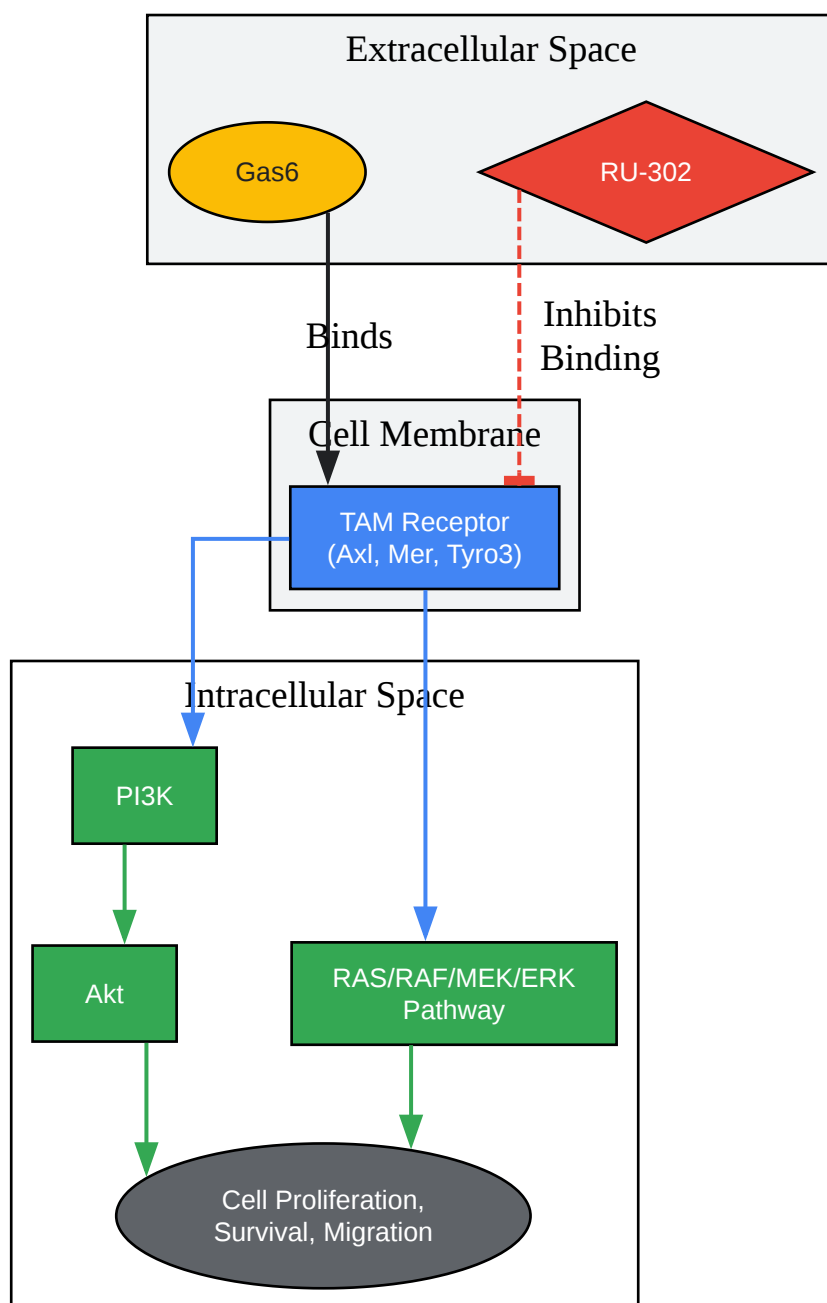 Extracellular Space
Gas6
RU-302
Binds
Inhibits
Binding
Cell Membrane
TAM Receptor
(Axl, Mer, Tyro3)
Intracellular Space
PI3K
Akt
RAS/RAF/MEK/ERK
Pathway
Cell Proliferation,
Survival, Migration